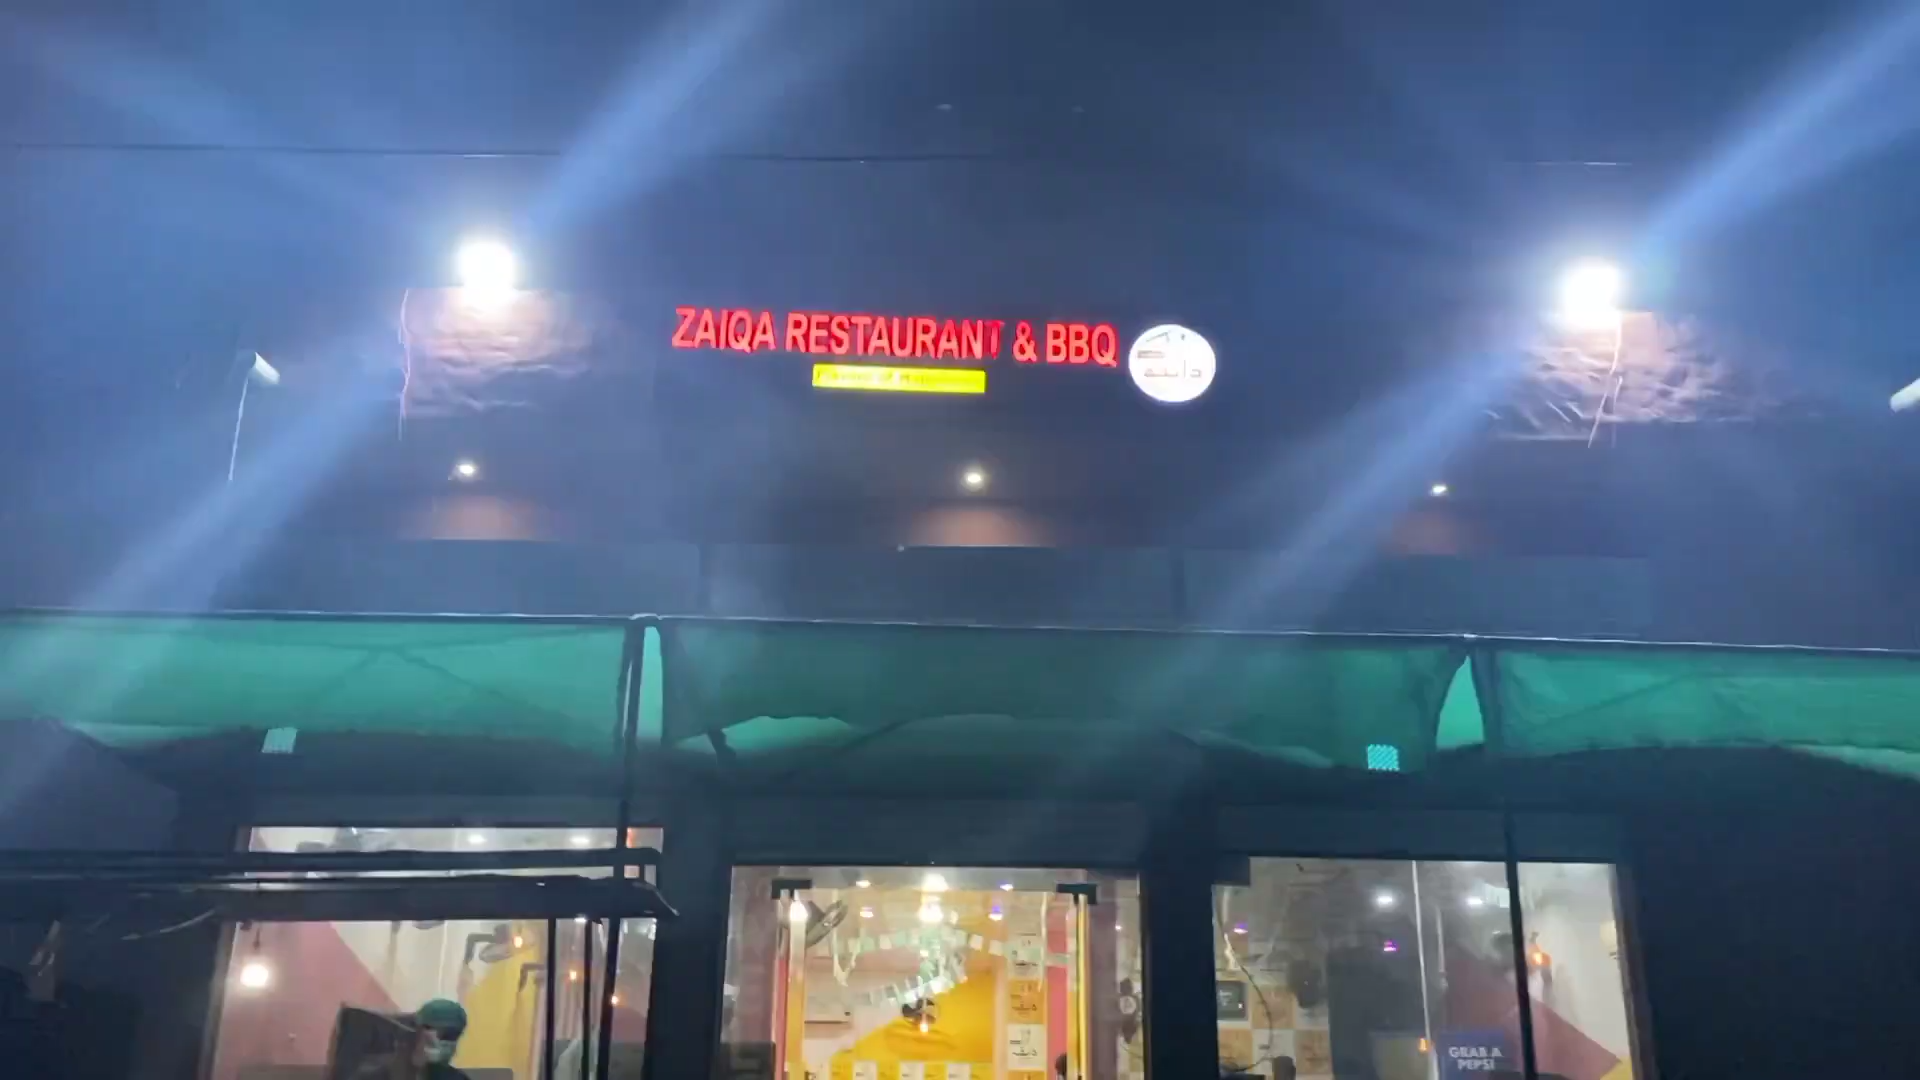 ZAIQA RESTAURANT & BBQ
ذائقہ
GRAB A
PEPSI